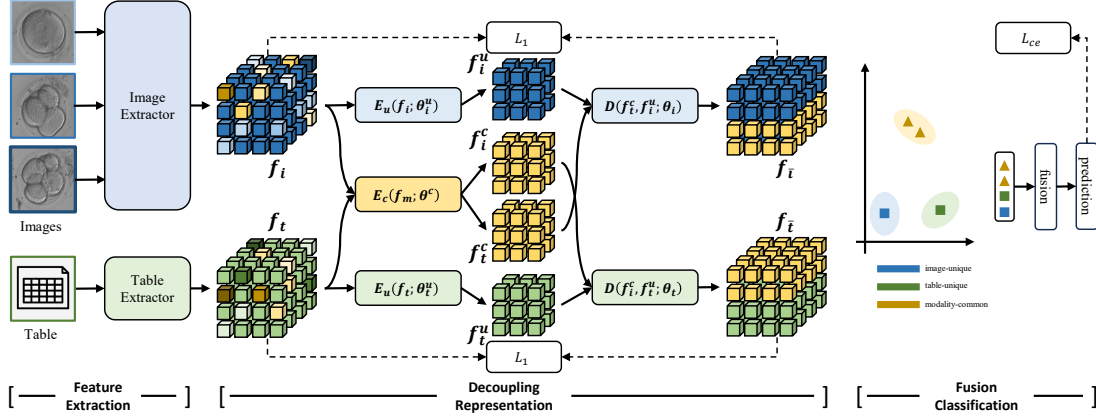 Images
Table
Image
Extractor
Table
Extractor
f_i
f_t
L_1
E_u(f_i; θ_i^u)
E_c(f_m; θ^c)
E_u(f_t; θ_t^u)
f_i^u
f_i^c
f_t^c
f_t^u
D(f_t^c, f_i^u; θ_i)
D(f_i^c, f_t^u; θ_t)
f_ī
f_t̄
L_1
L_ce
fusion
prediction
image-unique
table-unique
modality-common
[ Feature ]
Extraction
[ Decoupling ]
Representation
[ Fusion ]
Classification